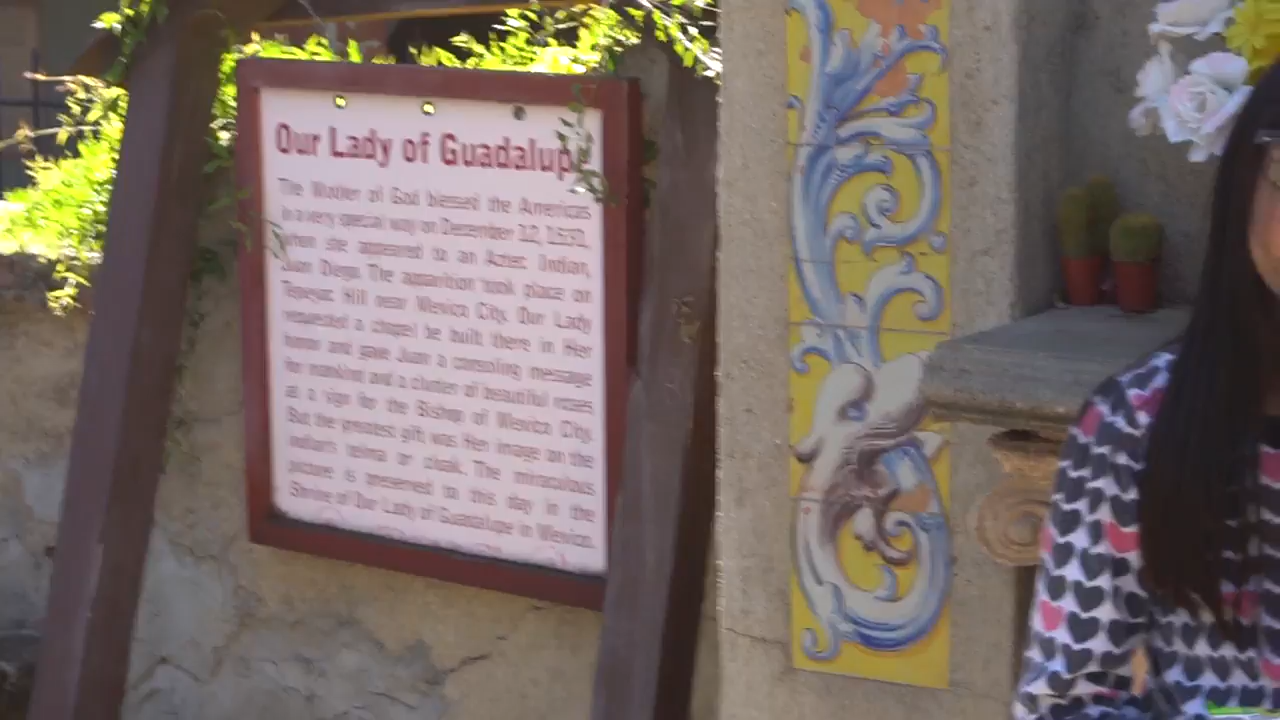 Our Lady of Guadalup
The Mother of God blessed the Americas
in a very special way on December 12, 1531,
when she appeared to an Aztec Indian,
Juan Diego. The apparition took place on
Tepeyac Hill near Mexico City. Our Lady
requested a chapel be built there in Her
honor and gave Juan a consoling message
for mankind and a cluster of beautiful roses
as a sign for the Bishop of Mexico City.
But the greatest gift was Her image on the
Indian's telma or cloak. The miraculous
picture is preserved to this day in the
Shrine of Our Lady of Guadalupe in Mexico.